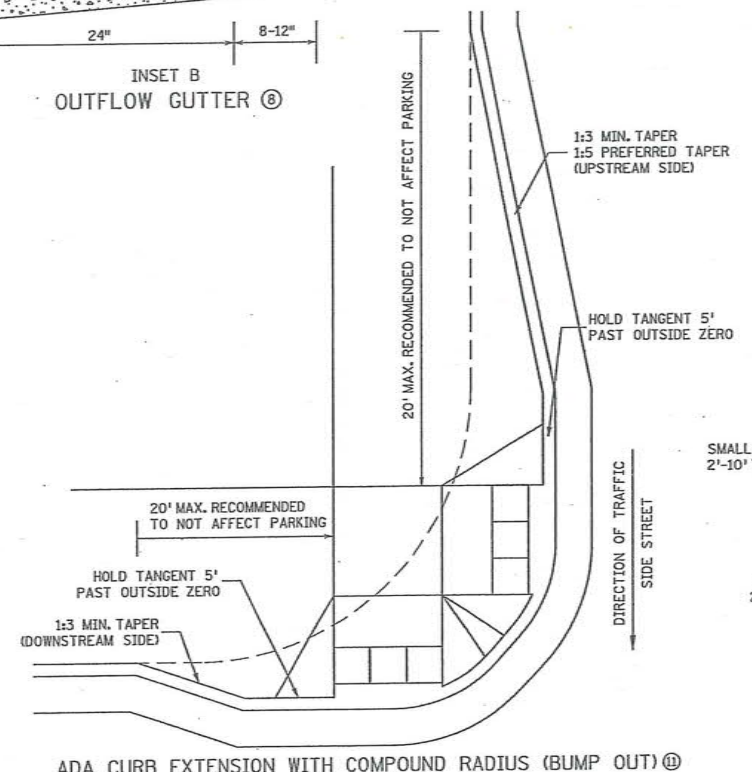 24" 8-12"
INSET B
OUTFLOW GUTTER ⑧
20' MAX. RECOMMENDED TO NOT AFFECT PARKING
1:3 MIN. TAPER
1:5 PREFERRED TAPER
(UPSTREAM SIDE)
HOLD TANGENT 5'
PAST OUTSIDE ZERO
SMALL
2'-10'
DIRECTION OF TRAFFIC
SIDE STREET
20' MAX. RECOMMENDED
TO NOT AFFECT PARKING
HOLD TANGENT 5'
PAST OUTSIDE ZERO
1:3 MIN. TAPER
(DOWNSTREAM SIDE)
ADA CURB EXTENSION WITH COMPOUND RADIUS (BUMP OUT) ⑪